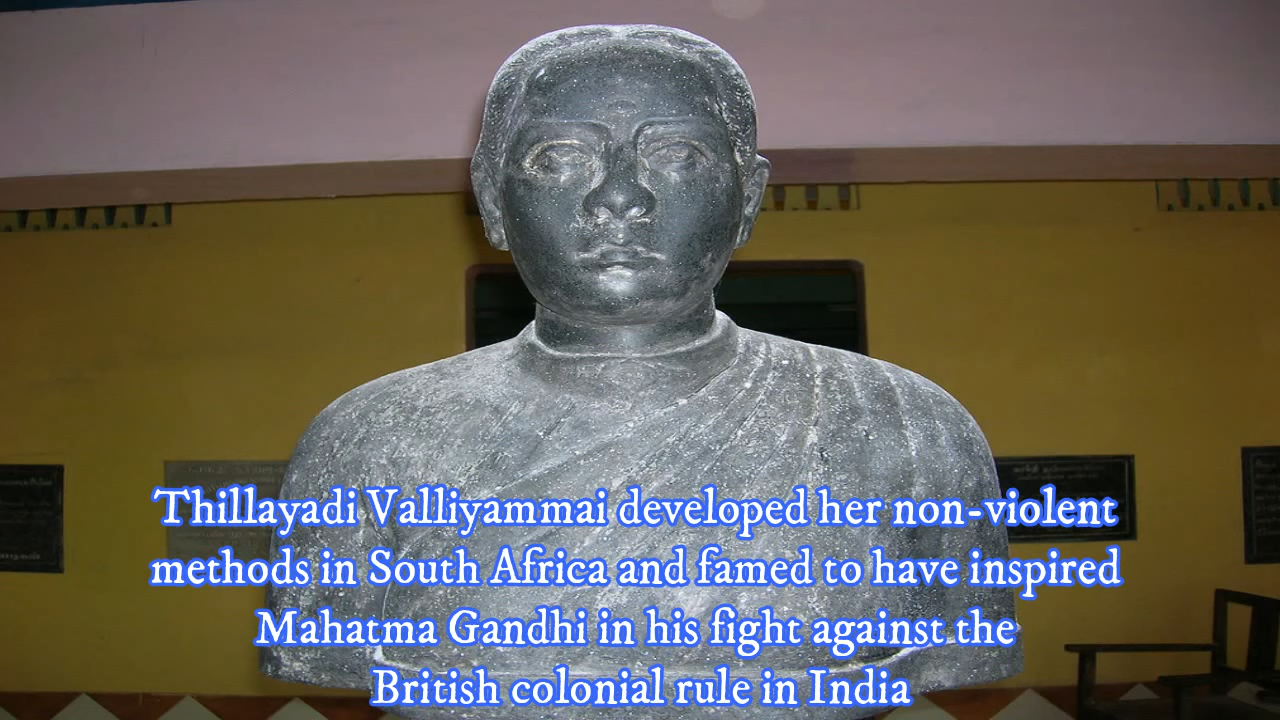 Thillayadi Valliyammai developed her non-violent
methods in South Africa and famed to have inspired
Mahatma Gandhi in his fight against the
British colonial rule in India